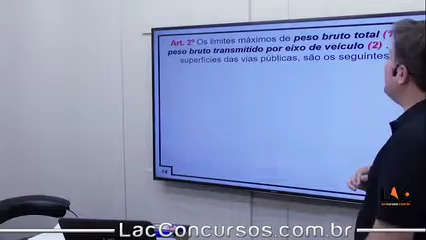 Art. 2º Os limites máximos de peso bruto total (1
peso bruto transmitido por eixo de veículo (2)
superfícies das vias públicas, são os seguintes
14
LacConcursos.com.br